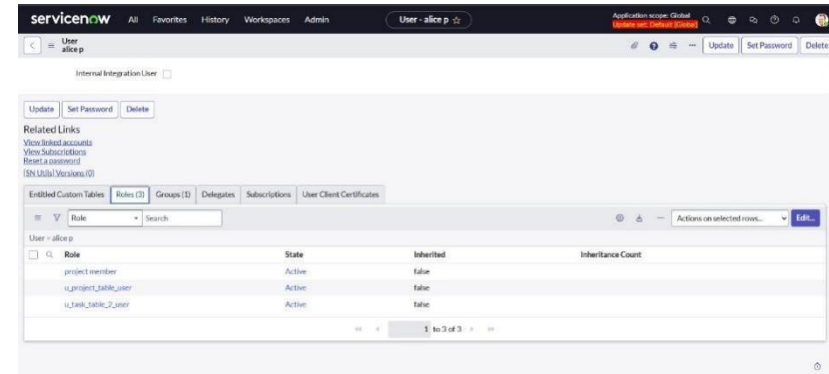 servicenow All Favorites History Workspaces Admin User - alice p Application scope: Global
Update set: Default [Global]
User
alice p
Update Set Password Delete
Internal Integration User
Update Set Password Delete
Related Links
View linked accounts
View Subscriptions
Reset a password
[SN Utils] Versions (0)
Entitled Custom Tables Roles (3) Groups (1) Delegates Subscriptions User Client Certificates
Role Search Actions on selected rows... Edit...
User - alice p
Role State Inherited Inheritance Count
project member Active false
u_project_table_user Active false
u_task_table_2_user Active false
1 to 3 of 3